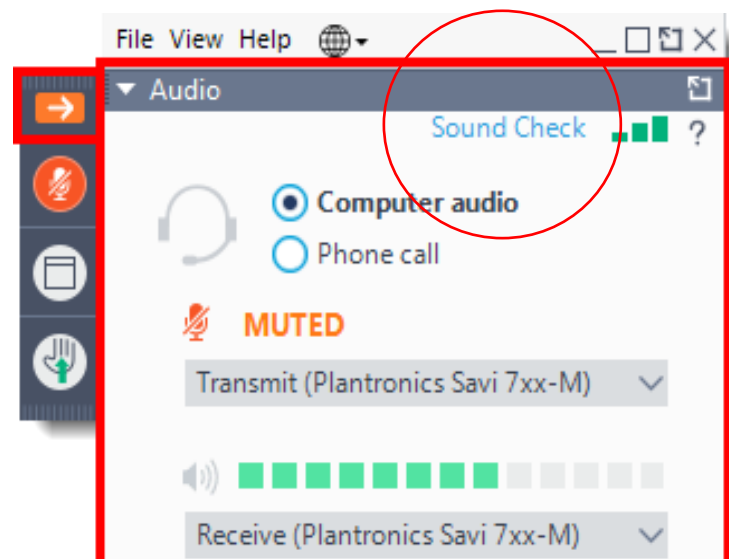 File View Help
Audio
Sound Check ?
Computer audio
Phone call
MUTED
Transmit (Plantronics Savi 7xx-M)
Receive (Plantronics Savi 7xx-M)